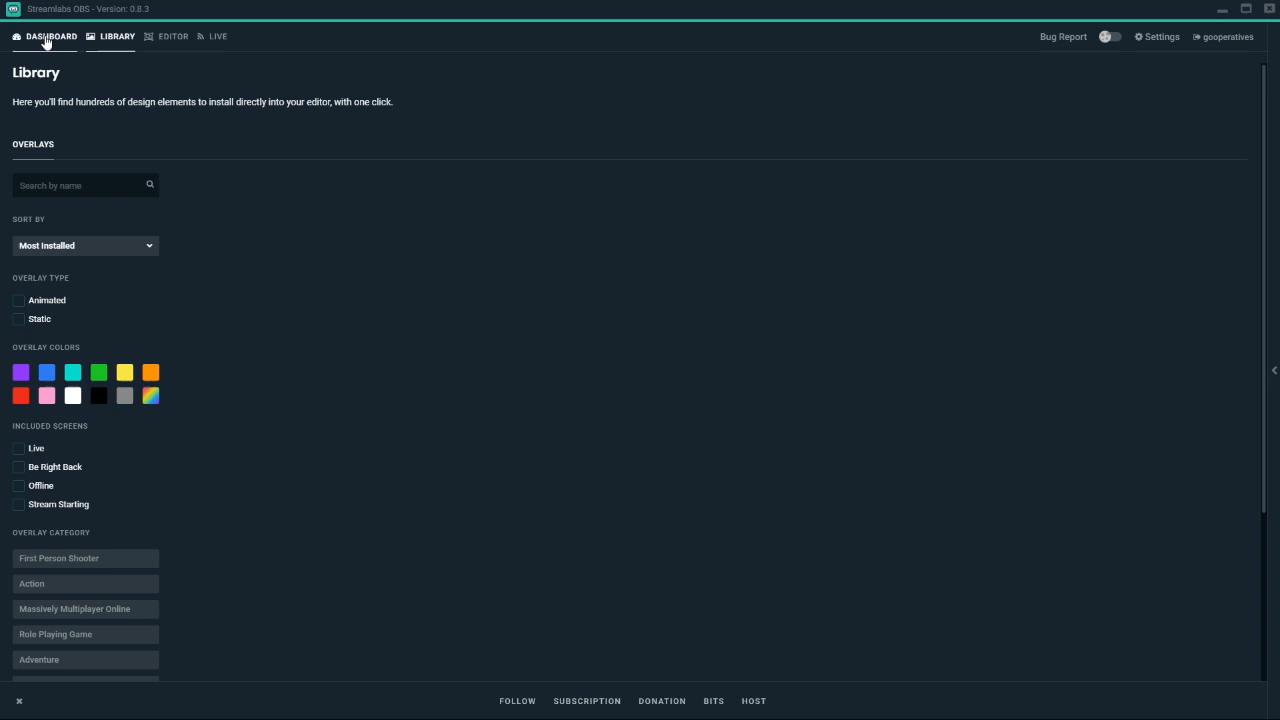 Streamlabs OBS - Version: 0.8.3
DASHBOARD LIBRARY EDITOR LIVE Bug Report Settings gooperatives
Library
Here you'll find hundreds of design elements to install directly into your editor, with one click.
OVERLAYS
Search by name
SORT BY
Most Installed
OVERLAY TYPE
Animated
Static
OVERLAY COLORS
INCLUDED SCREENS
Live
Be Right Back
Offline
Stream Starting
OVERLAY CATEGORY
First Person Shooter
Action
Massively Multiplayer Online
Role Playing Game
Adventure
FOLLOW SUBSCRIPTION DONATION BITS HOST